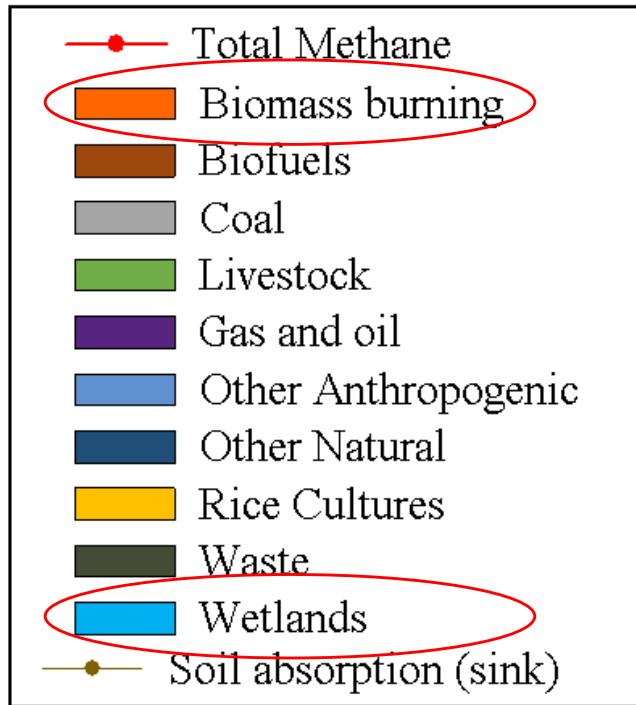 Total Methane
Biomass burning
Biofuels
Coal
Livestock
Gas and oil
Other Anthropogenic
Other Natural
Rice Cultures
Waste
Wetlands
Soil absorption (sink)